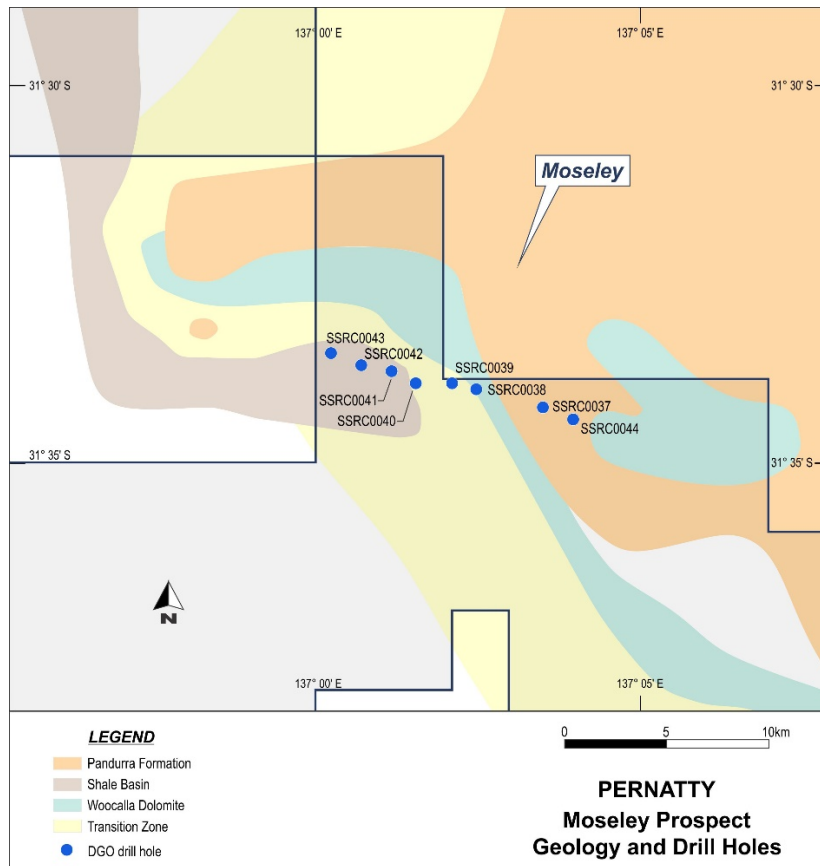 137° 00' E
137° 05' E
31° 30' S
31° 30' S
Moseley
SSRC0043
SSRC0042
SSRC0039
SSRC0041
SSRC0038
SSRC0040
SSRC0037
SSRC0044
31° 35' S
31° 35' S
N
137° 00' E
137° 05' E
LEGEND
Pandurra Formation
Shale Basin
Woocalla Dolomite
Transition Zone
DGO drill hole
0 5 10km
PERNATTY
Moseley Prospect
Geology and Drill Holes